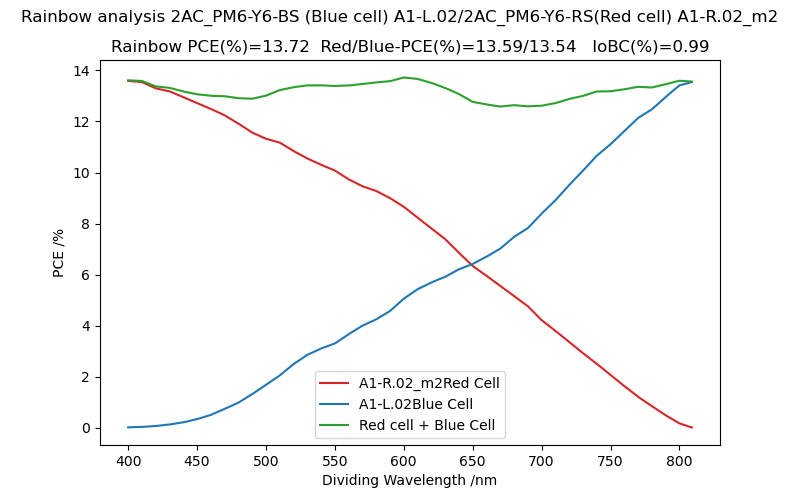 Rainbow analysis 2AC_PM6-Y6-BS (Blue cell) A1-L.02/2AC_PM6-Y6-RS(Red cell) A1-R.02_m2
Rainbow PCE(%)=13.72  Red/Blue-PCE(%)=13.59/13.54   IoBC(%)=0.99
14
12
10
8
6
4
2
0
PCE /%
A1-R.02_m2Red Cell
A1-L.02Blue Cell
Red cell + Blue Cell
400 450 500 550 600 650 700 750 800
Dividing Wavelength /nm